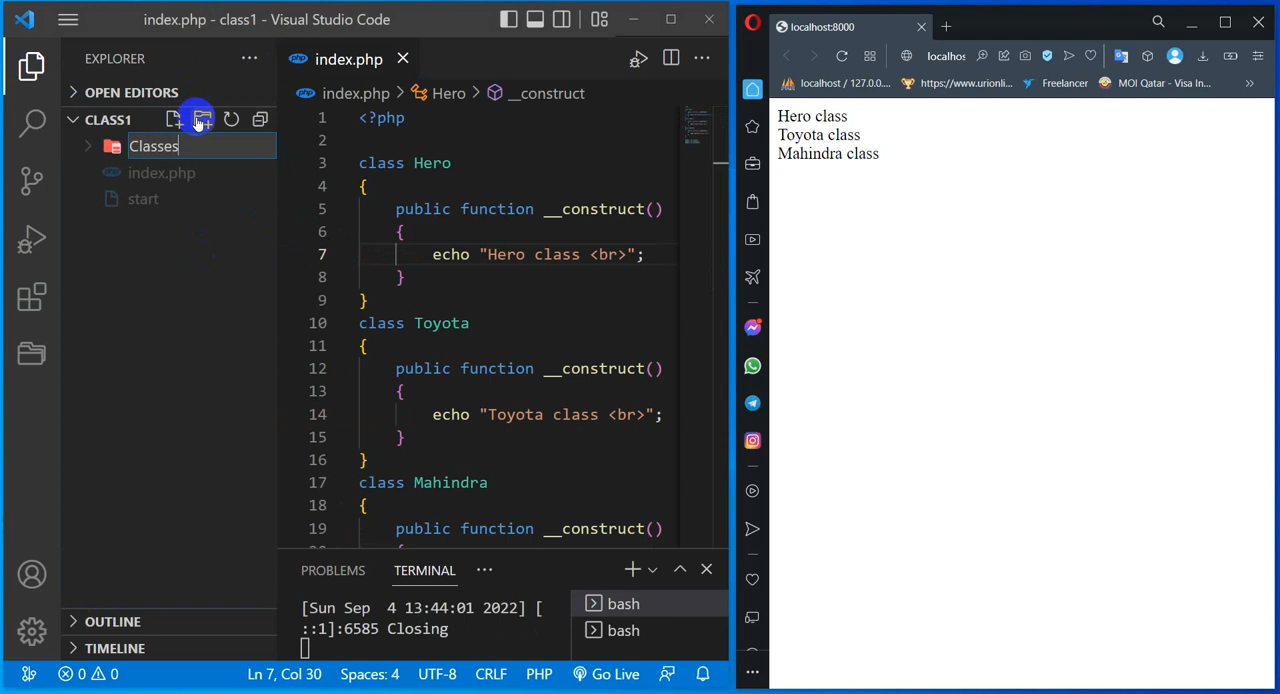 index.php - class1 - Visual Studio Code
EXPLORER
OPEN EDITORS
CLASS1
Classes
index.php
start
OUTLINE
TIMELINE
index.php
index.php > Hero > __construct
1 <?php
2
3 class Hero
4 {
5 public function __construct()
6 {
7 echo "Hero class <br>";
8 }
9 }
10 class Toyota
11 {
12 public function __construct()
13 {
14 echo "Toyota class <br>";
15 }
16 }
17 class Mahindra
18 {
19 public function __construct()
PROBLEMS TERMINAL
[Sun Sep 4 13:44:01 2022] [
::1]:6585 Closing
bash
bash
0 0 Ln 7, Col 30 Spaces: 4 UTF-8 CRLF PHP Go Live
localhost:8000
localhos
localhost / 127.0.0.... https://www.urionli... Freelancer MOI Qatar - Visa In...
Hero class
Toyota class
Mahindra class